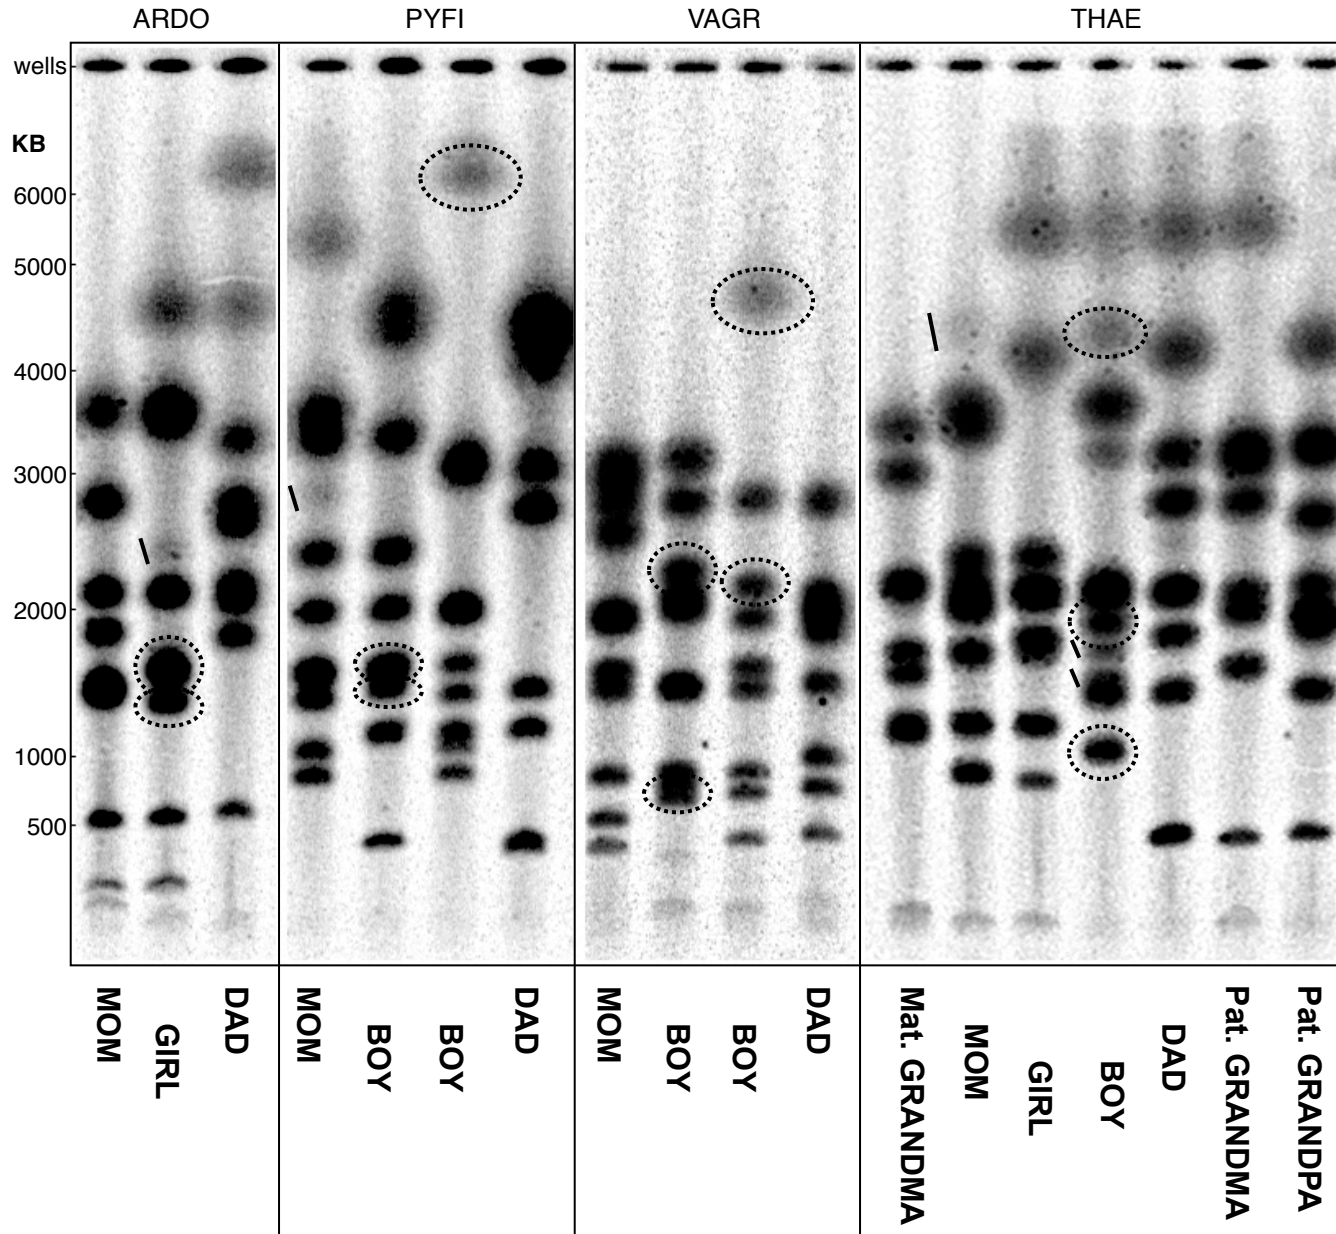 ARDO PYFI VAGR THAE
wells
KB
6000
5000
4000
3000
2000
1000
500
MOM GIRL DAD MOM BOY BOY DAD MOM BOY BOY DAD Mat. GRANDMA MOM GIRL BOY DAD Pat. GRANDMA Pat. GRANDPA